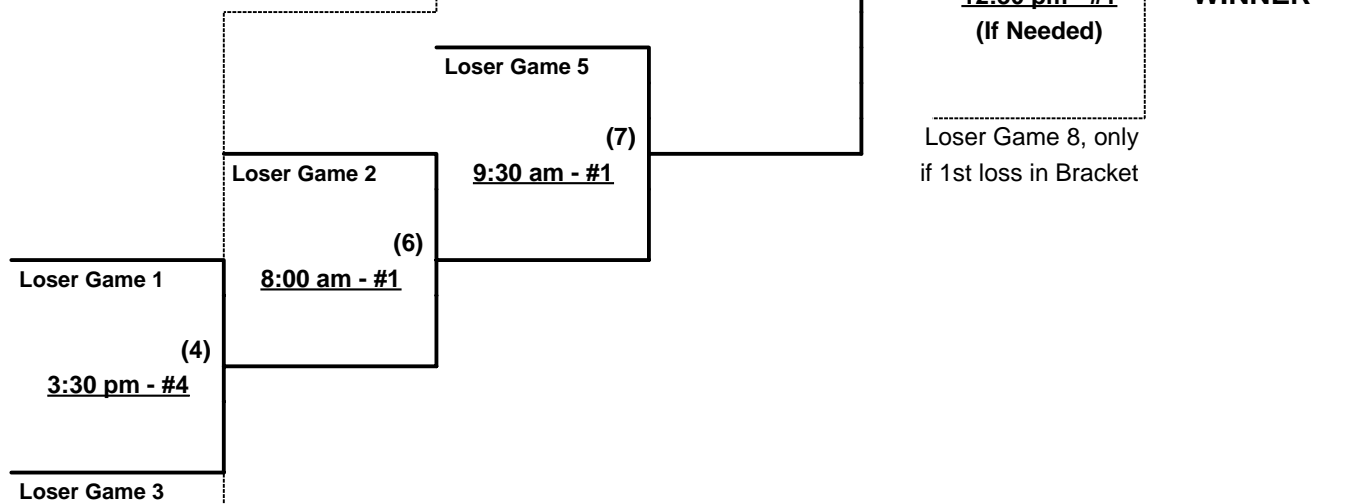 WINNER
(If Needed)
Loser Game 5
(7)
Loser Game 8, only
9:30 am - #1
if 1st loss in Bracket
Loser Game 2
(6)
8:00 am - #1
Loser Game 1
(4)
3:30 pm - #4
Loser Game 3